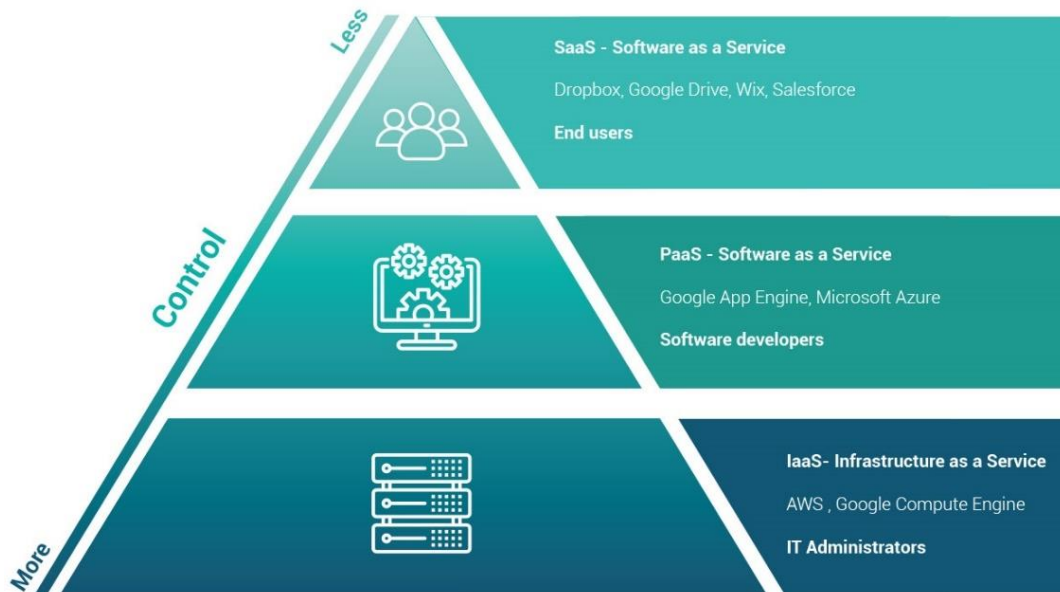 Less
SaaS - Software as a Service
Dropbox, Google Drive, Wix, Salesforce
End users
Control
PaaS - Software as a Service
Google App Engine, Microsoft Azure
Software developers
IaaS- Infrastructure as a Service
AWS , Google Compute Engine
IT Administrators
More